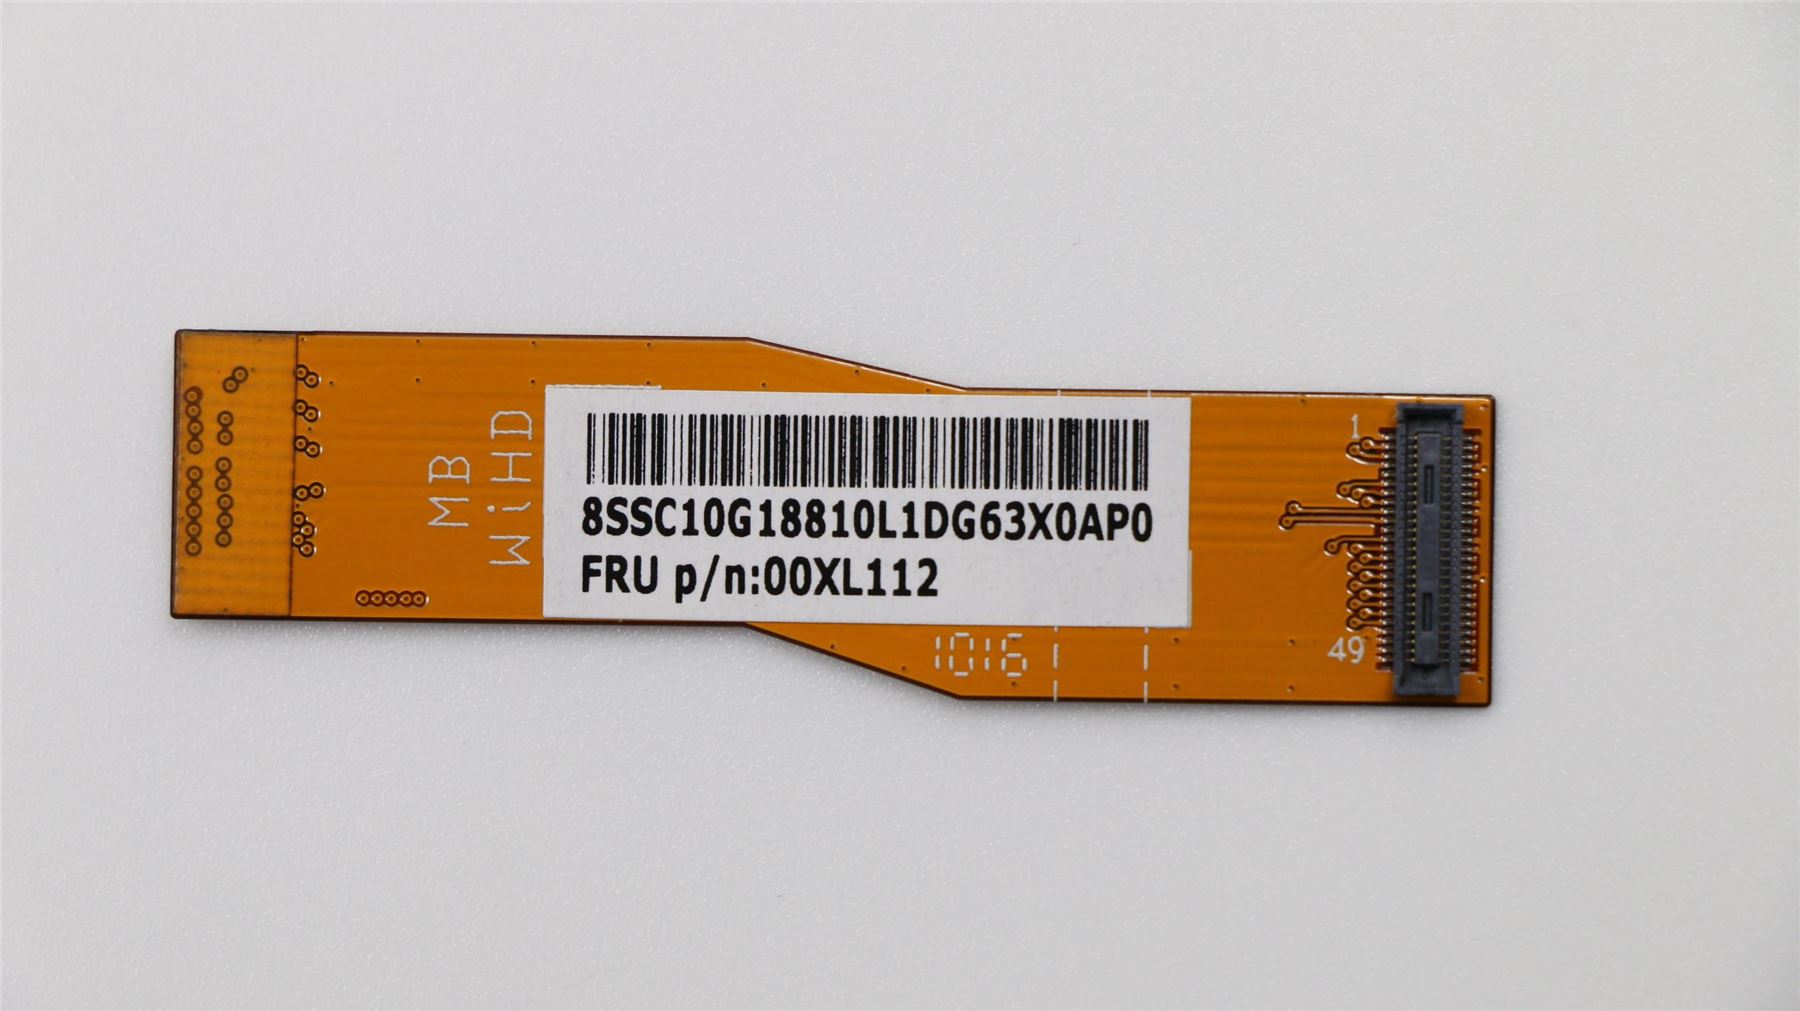 MB
WiHD
8SSC10G18810L1DG63X0AP0
FRU p/n:00XL112
1016
1
49